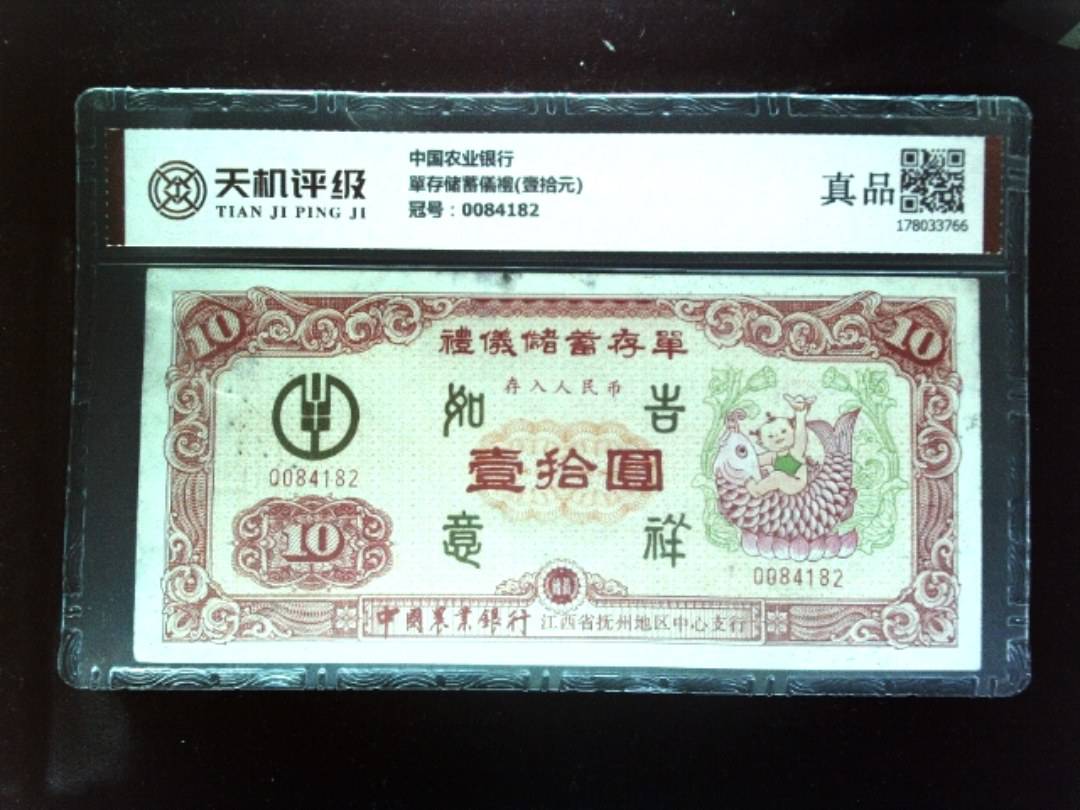 天机评级
TIAN JI PING JI
中国农业银行
單存储蓄儀禮(壹拾元)
冠号：0084182
真品
178033766
10
10
禮儀儲蓄存單
存入人民币
如
吉
壹拾圓
0084182
意
祥
10
0084182
中國農業銀行 江西省抚州地区中心支行